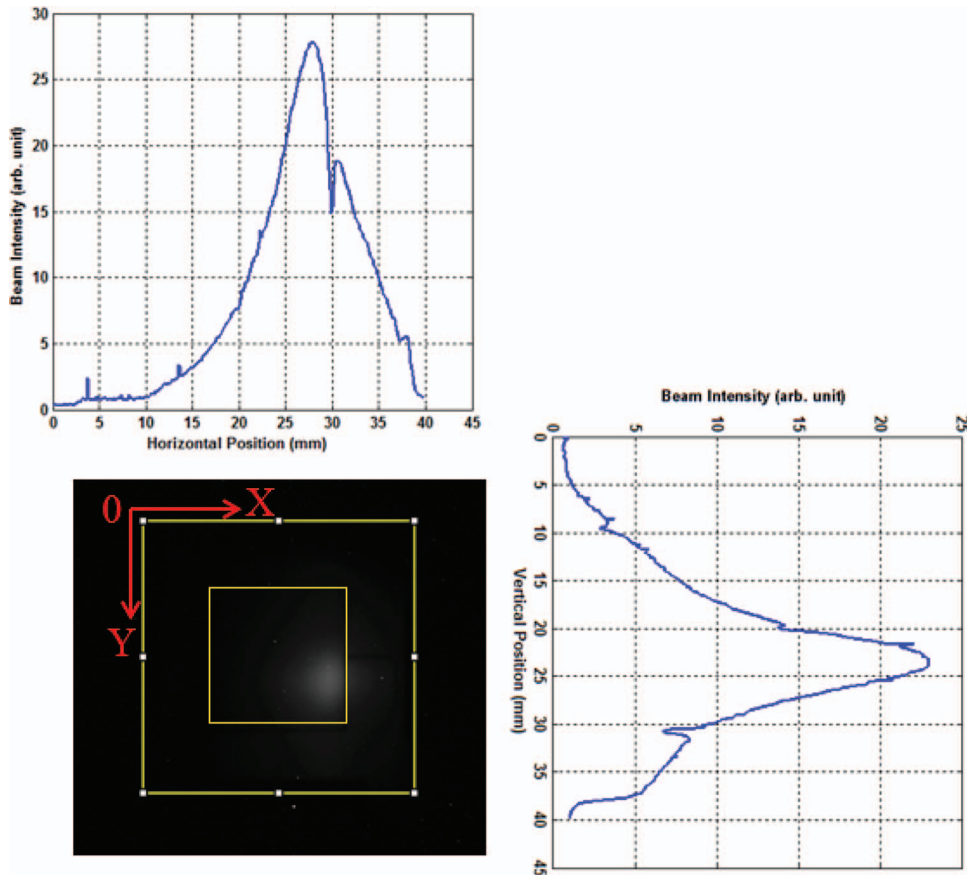 30
25
20
15
10
5
0
Beam Intensity (arb. unit)
0 5 10 15 20 25 30 35 40 45
Horizontal Position (mm)
Beam Intensity (arb. unit)
0 5 10 15 20 25
0
5
10
15
20
25
30
35
40
45
Vertical Position (mm)
0 X
Y